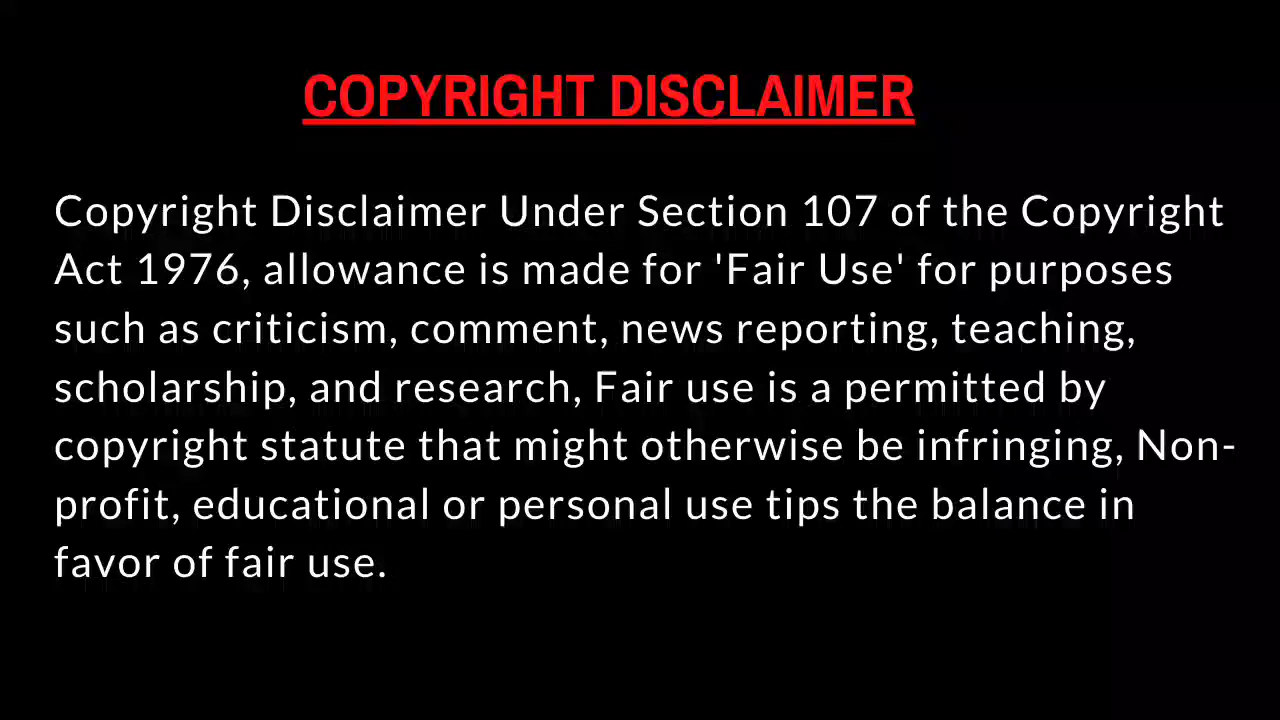 COPYRIGHT DISCLAIMER
Copyright Disclaimer Under Section 107 of the Copyright
Act 1976, allowance is made for 'Fair Use' for purposes
such as criticism, comment, news reporting, teaching,
scholarship, and research, Fair use is a permitted by
copyright statute that might otherwise be infringing, Non-
profit, educational or personal use tips the balance in
favor of fair use.